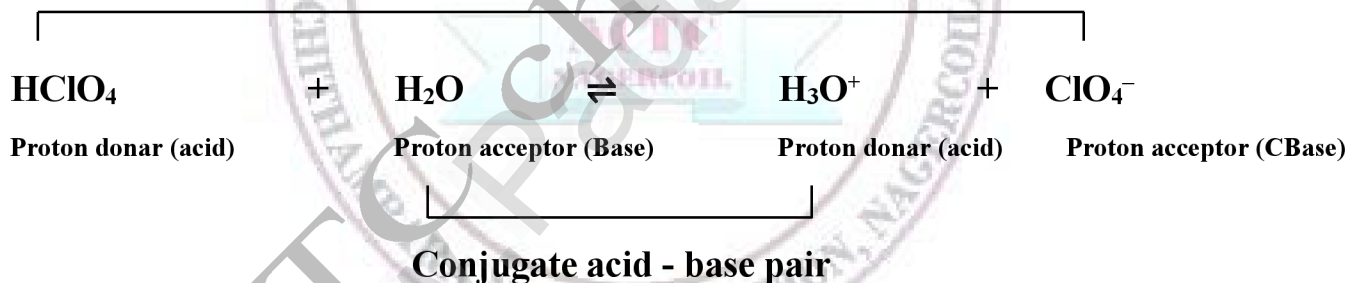 HClO₄ + H₂O ⇌ H₃O⁺ + ClO₄⁻
Proton donar (acid) Proton acceptor (Base) Proton donar (acid) Proton acceptor (CBase)
Conjugate acid - base pair